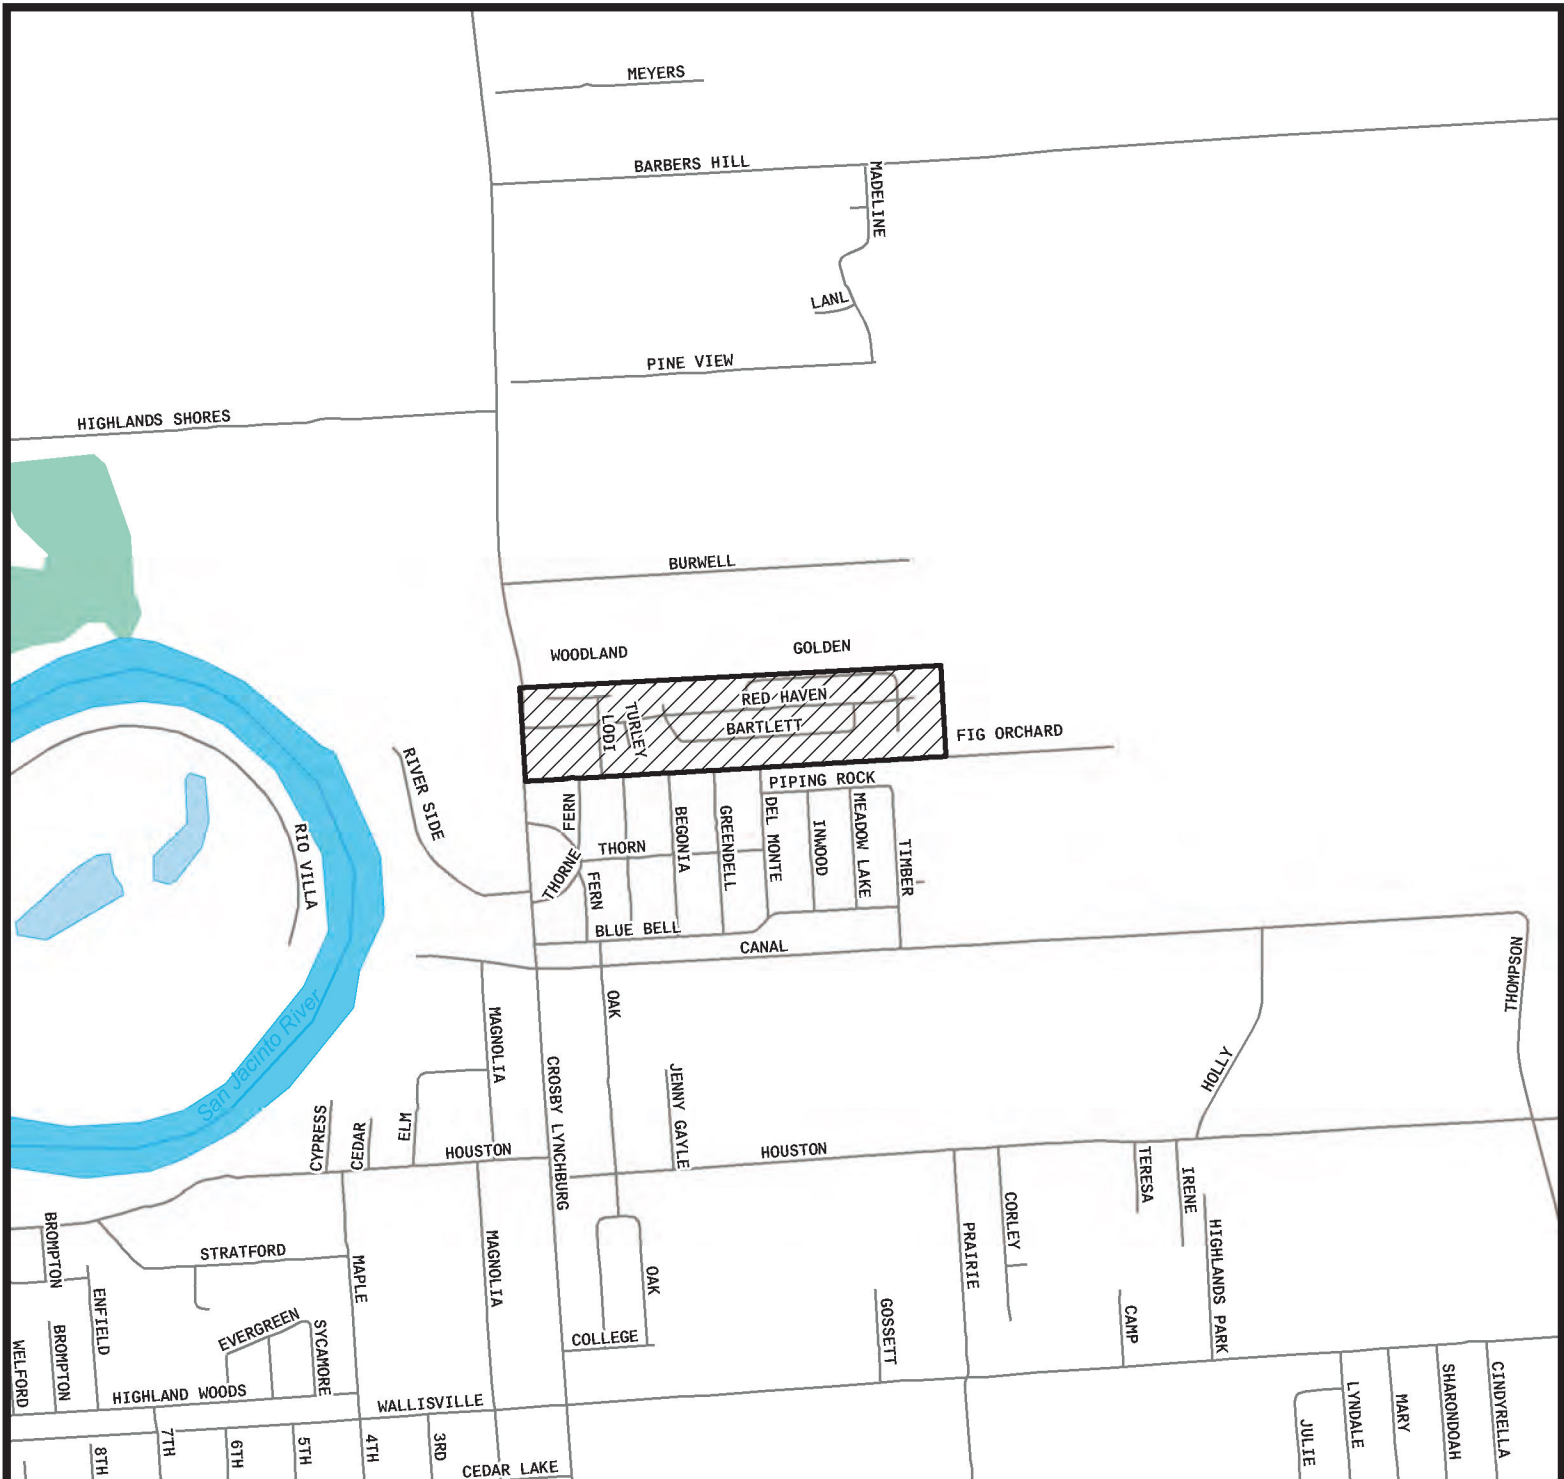 MEYERS
BARBERS HILL
MADELINE
LANL
PINE VIEW
HIGHLANDS SHORES
BURWELL
WOODLAND
GOLDEN
RED HAVEN
LODI
TURLEY
BARTLETT
FIG ORCHARD
RIVER SIDE
PIPING ROCK
FERN
BEGONIA
GREENDELL
DEL MONTE
INWOOD
MEADOW LAKE
TIMBER
RIO VILLA
THORN
THORNE
FERN
BLUE BELL
CANAL
THOMPSON
OAK
San Jacinto River
MAGNOLIA
CROSBY LYNCHBURG
JENNY GAYLE
HOLLY
CYPRESS
CEDAR
ELM
HOUSTON
HOUSTON
TERESA
IRENE
CORLEY
HIGHLANDS PARK
BROMPTON
STRATFORD
MAPLE
MAGNOLIA
OAK
PRAIRIE
ENFIELD
BROMPTON
WELFORD
EVERGREEN
SYCAMORE
COLLEGE
GOSSETT
CAMP
HIGHLAND WOODS
WALLISVILLE
LYNDALE
MARY
SHARONDOAH
CINDYRELLA
JULIE
8TH
7TH
6TH
5TH
4TH
3RD
CEDAR LAKE